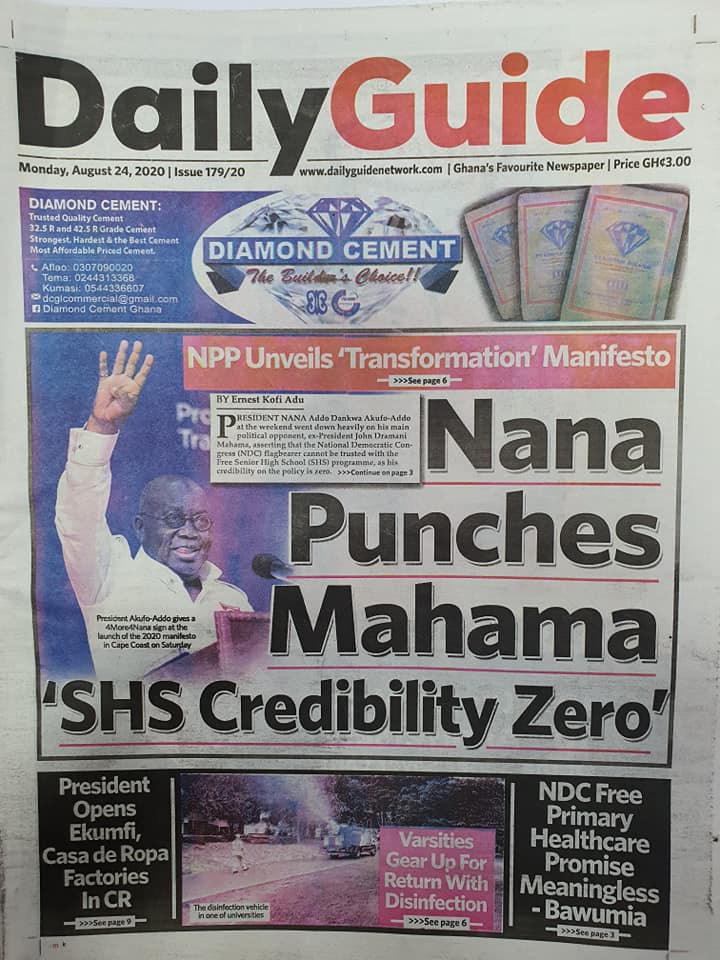 DailyGuide
Monday, August 24, 2020 | Issue 179/20
www.dailyguidenetwork.com | Ghana's Favourite Newspaper | Price GH¢3.00
DIAMOND CEMENT:
Trusted Quality Cement
32.5 R and 42.5 R Grade Cement
Strongest, Hardest & the Best Cement
Most Affordable Priced Cement.
Aflao: 0307090020
Tema: 0244313368
Kumasi: 0544336607
dcglcommercial@gmail.com
Diamond Cement Ghana
DIAMOND CEMENT
The Builder's Choice!!
NPP Unveils 'Transformation' Manifesto
>>>See page 6
BY Ernest Kofi Adu
PRESIDENT NANA Addo Dankwa Akufo-Addo
at the weekend went down heavily on his main
political opponent, ex-President John Dramani
Mahama, asserting that the National Democratic Con-
gress (NDC) flagbearer cannot be trusted with the
Free Senior High School (SHS) programme, as his
credibility on the policy is zero. >>>Continue on page 3
Nana
Punches
Mahama
'SHS Credibility Zero'
President Akufo-Addo gives a
4More4Nana sign at the
launch of the 2020 manifesto
in Cape Coast on Saturday
President
Opens
Ekumfi,
Casa de Ropa
Factories
In CR
>>>See page 9
The disinfection vehicle
in one of universities
Varsities
Gear Up For
Return With
Disinfection
>>>See page 6
NDC Free
Primary
Healthcare
Promise
Meaningless
- Bawumia
>>>See page 3